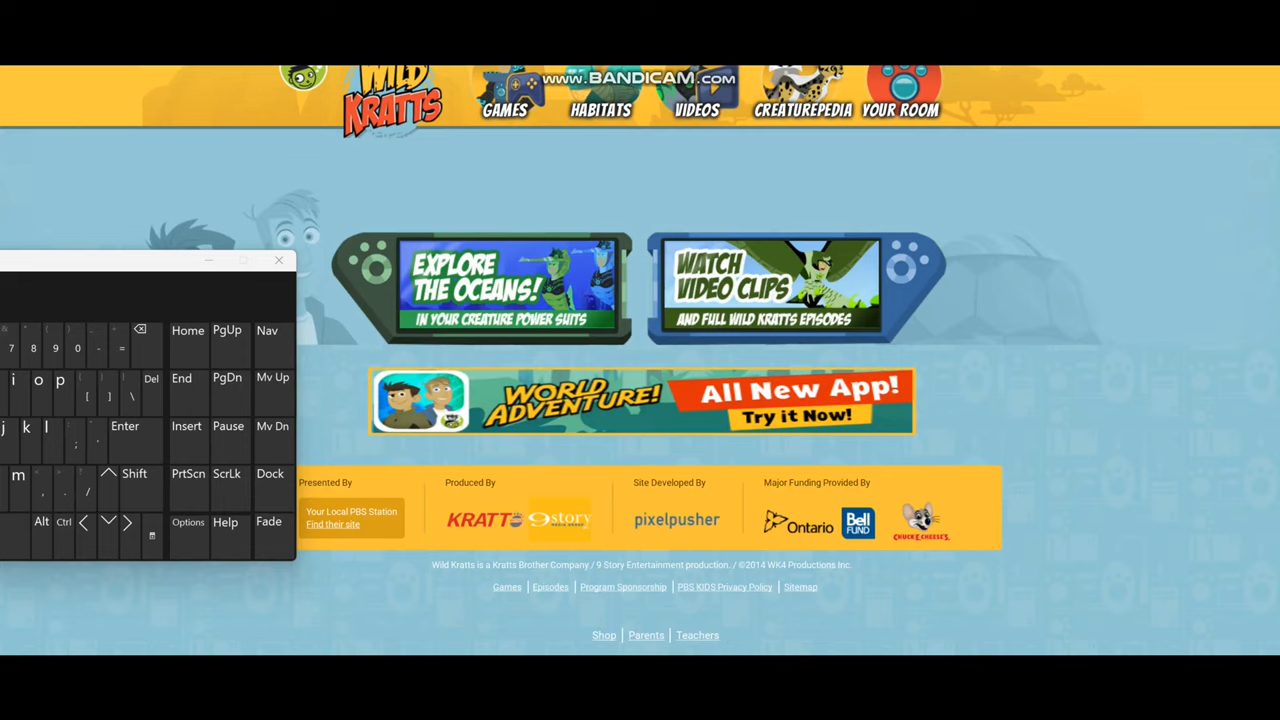 www.BANDICAM.com
WILD
KRATTS
GAMES
HABITATS
VIDEOS
CREATUREPEDIA
YOUR ROOM
EXPLORE
THE OCEANS!
IN YOUR CREATURE POWER SUITS
WATCH
VIDEO CLIPS
AND FULL WILD KRATTS EPISODES
WORLD
ADVENTURE!
All New App!
Try it Now!
& * ( ) _ +
7 8 9 0 - =
Home PgUp Nav
i o p { } | Del
[ ] \
End PgDn Mv Up
j k l : " Enter
; '
Insert Pause Mv Dn
m < > ? Shift
, . /
PrtScn ScrLk Dock
Alt Ctrl
Options Help Fade
Presented By
Your Local PBS Station
Find their site
Produced By
KRATTS
9story
MEDIA GROUP
Site Developed By
pixelpusher
Major Funding Provided By
Ontario
Bell
FUND
CHUCK E. CHEESE'S
Wild Kratts is a Kratts Brother Company / 9 Story Entertainment production. / ©2014 WK4 Productions Inc.
Games | Episodes | Program Sponsorship | PBS KIDS Privacy Policy | Sitemap
Shop | Parents | Teachers